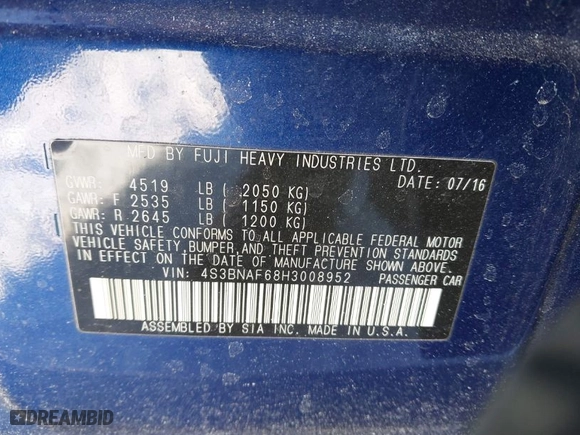 MFD BY FUJI HEAVY INDUSTRIES LTD.
GVWR: 4519 LB ( 2050 KG) DATE: 07/16
GAWR: F 2535 LB ( 1150 KG)
GAWR: R 2645 LB ( 1200 KG)
THIS VEHICLE CONFORMS TO ALL APPLICABLE FEDERAL MOTOR
VEHICLE SAFETY, BUMPER, AND THEFT PREVENTION STANDARDS
IN EFFECT ON THE DATE OF MANUFACTURE SHOWN ABOVE.
VIN: 4S3BNAF68H3008952 PASSENGER CAR
ASSEMBLED BY SIA INC. MADE IN U.S.A.
DREAMBID